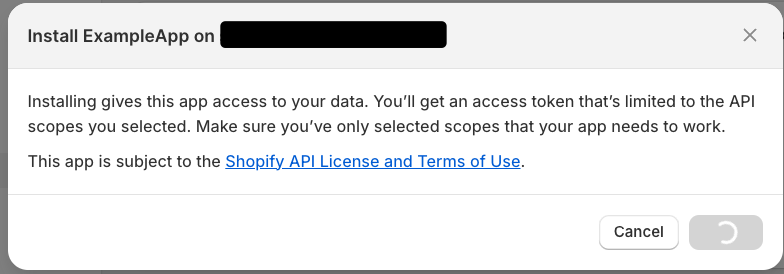 Install ExampleApp on
Installing gives this app access to your data. You’ll get an access token that’s limited to the API
scopes you selected. Make sure you’ve only selected scopes that your app needs to work.
This app is subject to the Shopify API License and Terms of Use.
Cancel